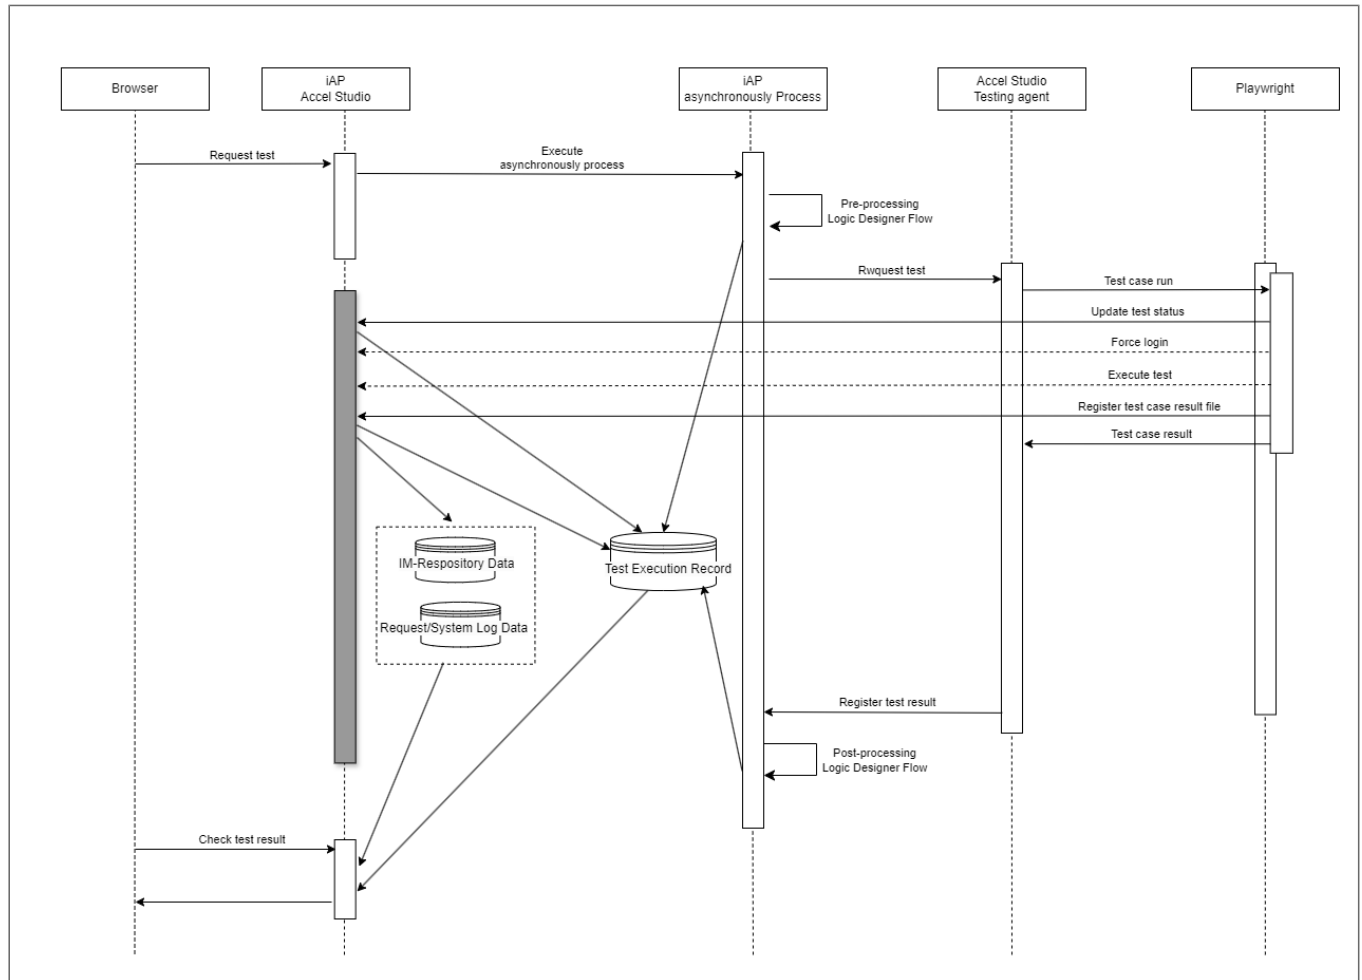 Browser
iAP
Accel Studio
iAP
asynchronously Process
Accel Studio
Testing agent
Playwright
Request test
Execute
asynchronously process
Pre-processing
Logic Designer Flow
Rwquest test
Test case run
Update test status
Force login
Execute test
Register test case result file
Test case result
IM-Respository Data
Test Execution Record
Request/System Log Data
Register test result
Post-processing
Logic Designer Flow
Check test result